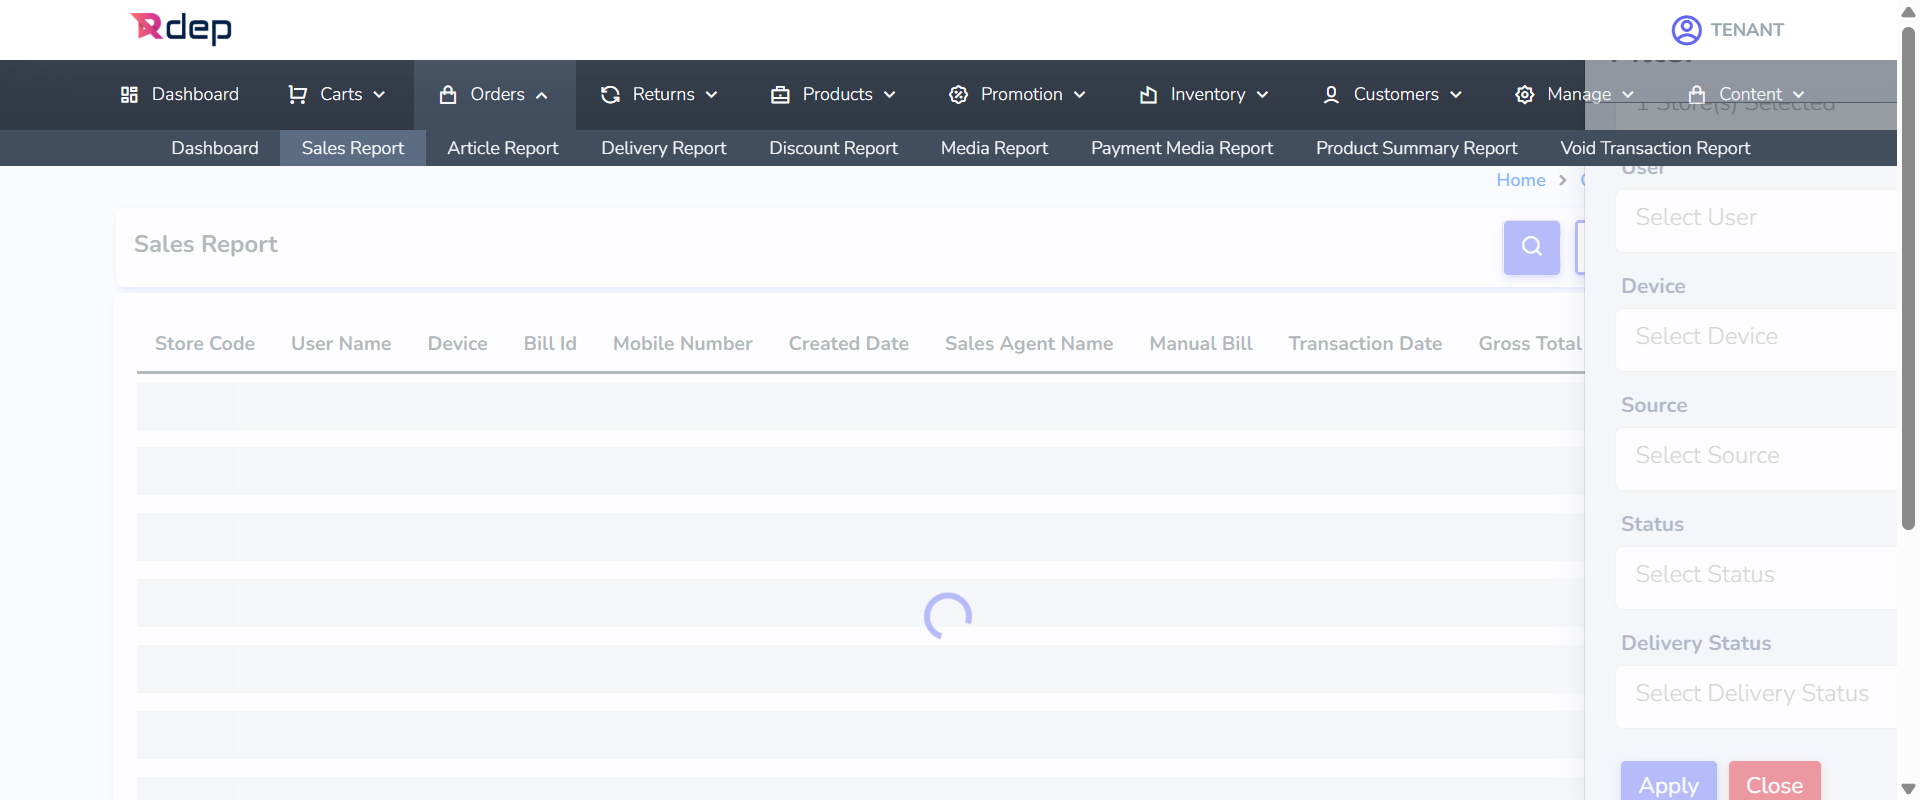 Rdep
TENANT
Dashboard Carts Orders Returns Products Promotion Inventory Customers Manage Content
1 Store(s) Selected
Dashboard Sales Report Article Report Delivery Report Discount Report Media Report Payment Media Report Product Summary Report Void Transaction Report
User
Home
Sales Report
Select User
Device
Store Code User Name Device Bill Id Mobile Number Created Date Sales Agent Name Manual Bill Transaction Date Gross Total
Select Device
Source
Select Source
Status
Select Status
Delivery Status
Select Delivery Status
Apply Close